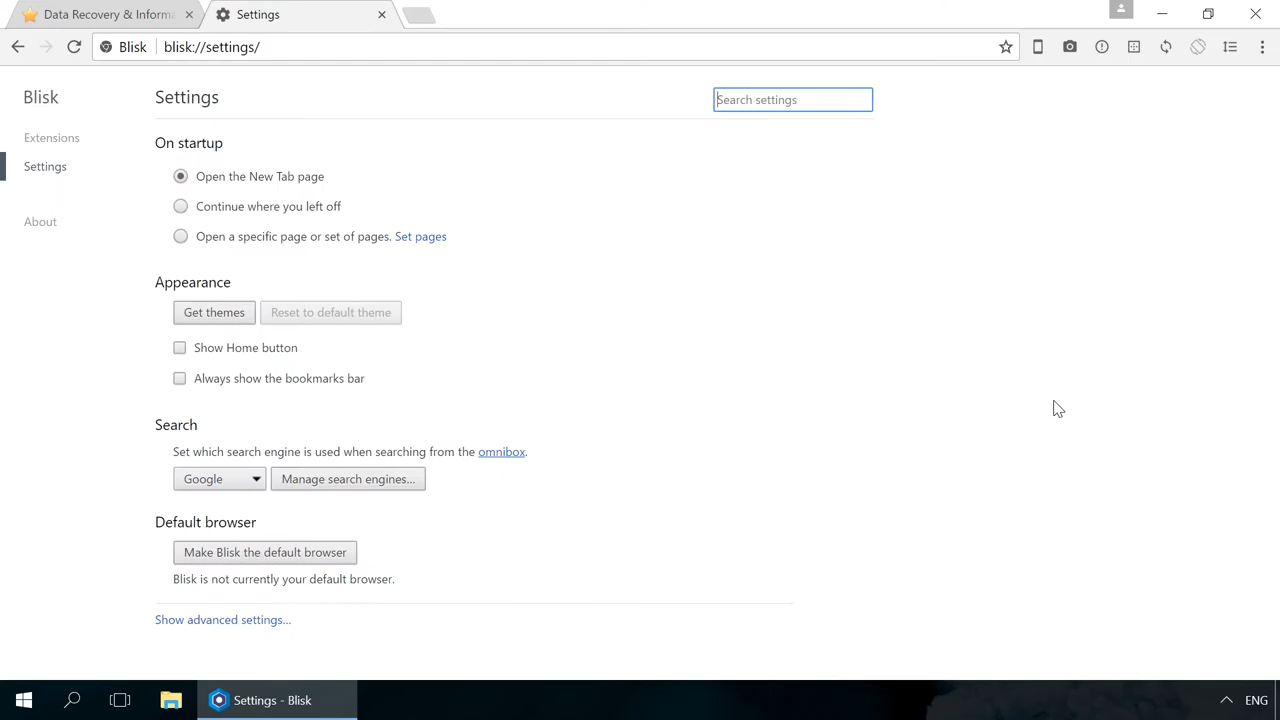 Data Recovery & Informa
Settings
Blisk
blisk://settings/
Blisk
Settings
Search settings
Extensions
Settings
About
On startup
Open the New Tab page
Continue where you left off
Open a specific page or set of pages. Set pages
Appearance
Get themes
Reset to default theme
Show Home button
Always show the bookmarks bar
Search
Set which search engine is used when searching from the omnibox.
Google
Manage search engines...
Default browser
Make Blisk the default browser
Blisk is not currently your default browser.
Show advanced settings...
Settings - Blisk
ENG